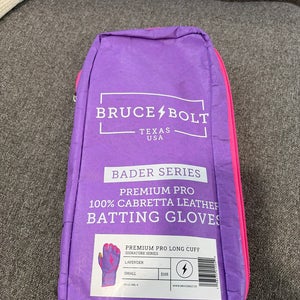 BRUCE BOLT
TEXAS
USA
BADER SERIES
PREMIUM PRO
100% CABRETTA LEATHER
BATTING GLOVES
PREMIUM PRO LONG CUFF
SIGNATURE SERIES
LAVENDER
SMALL